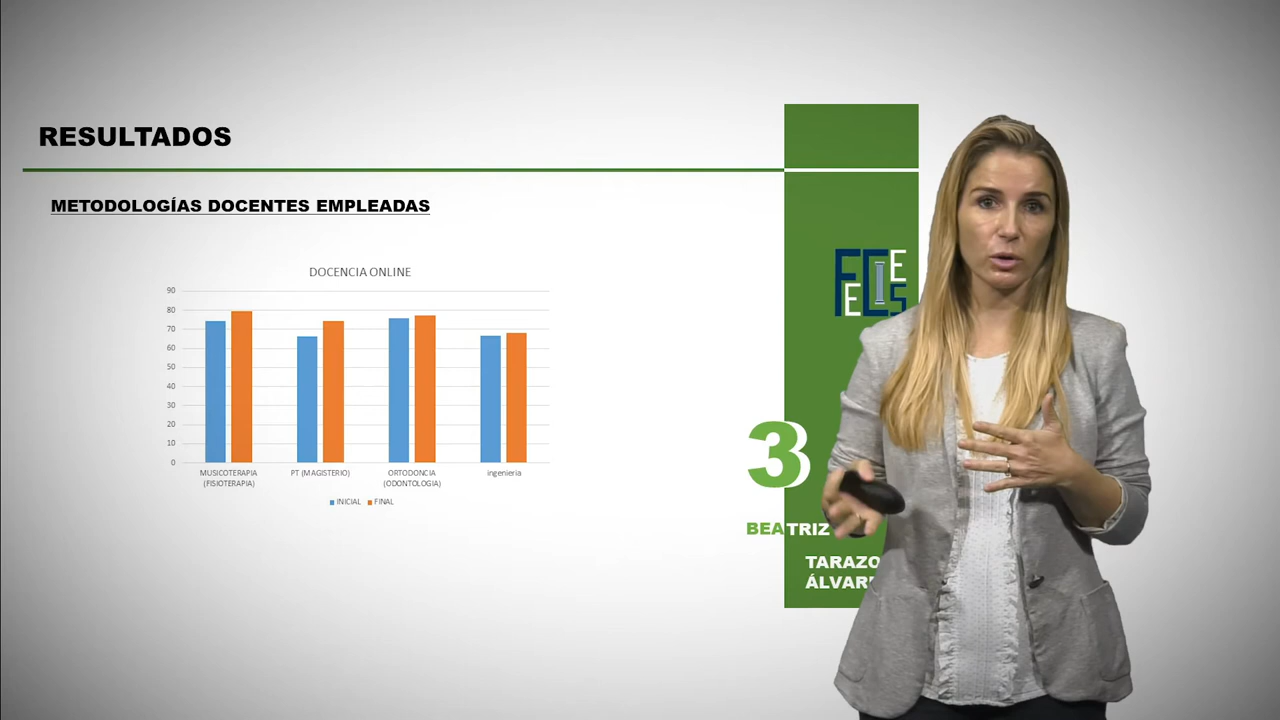 RESULTADOS
METODOLOGÍAS DOCENTES EMPLEADAS
DOCENCIA ONLINE
90
80
70
60
50
40
30
20
10
0
MUSICOTERAPIA (FISIOTERAPIA)
PT (MAGISTERIO)
ORTODONCIA (ODONTOLOGIA)
ingenieria
INICIAL
FINAL
FECIES
3
BEATRIZ
TARAZO
ÁLVAR